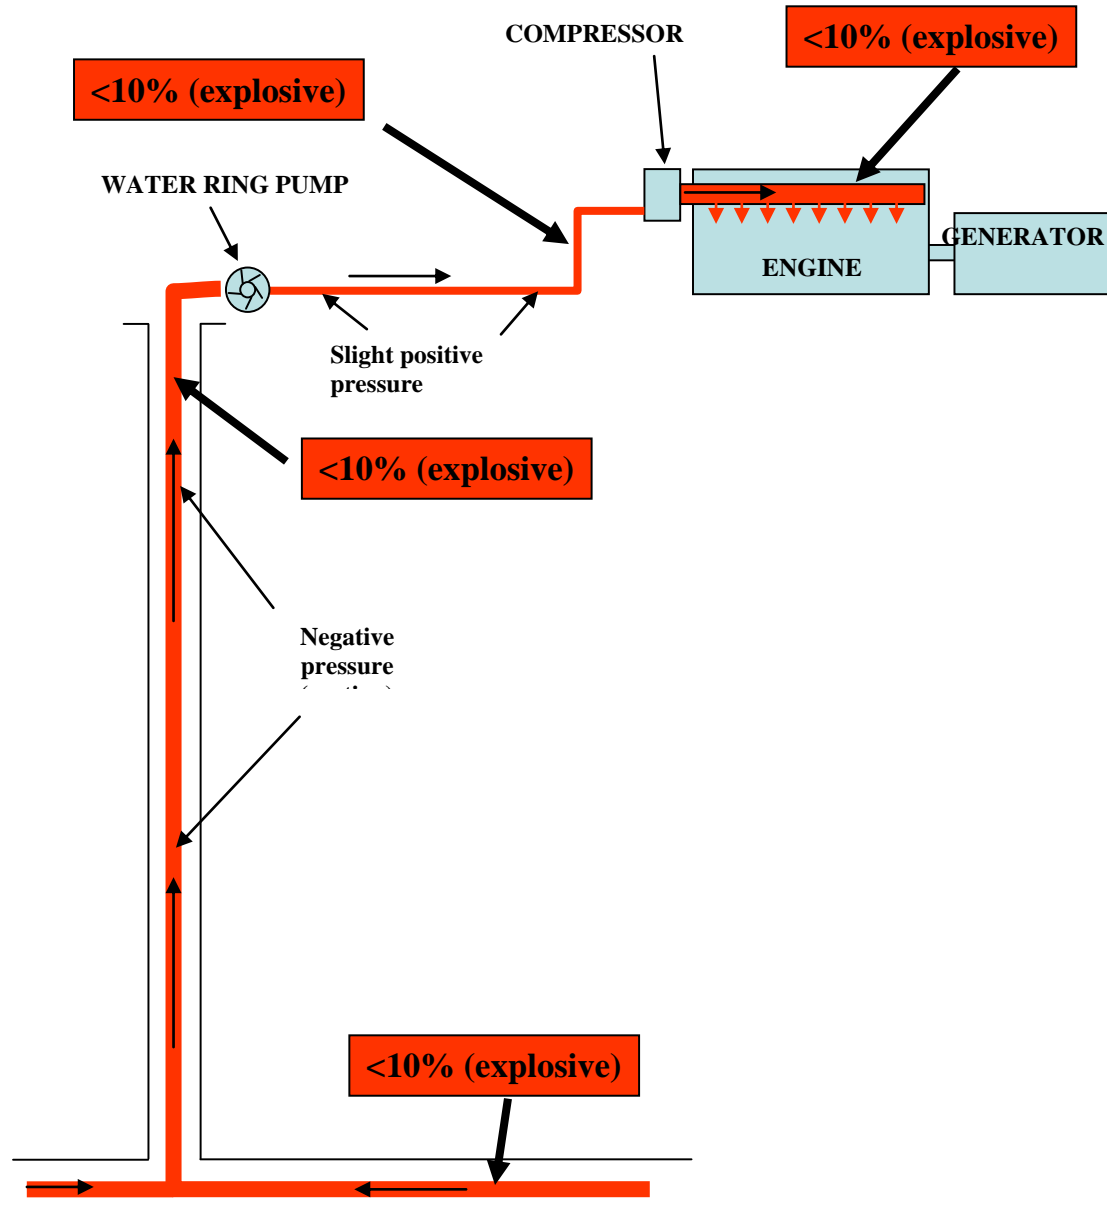 COMPRESSOR
<10% (explosive)
<10% (explosive)
WATER RING PUMP
GENERATOR
ENGINE
Slight positive
pressure
<10% (explosive)
Negative
pressure
<10% (explosive)